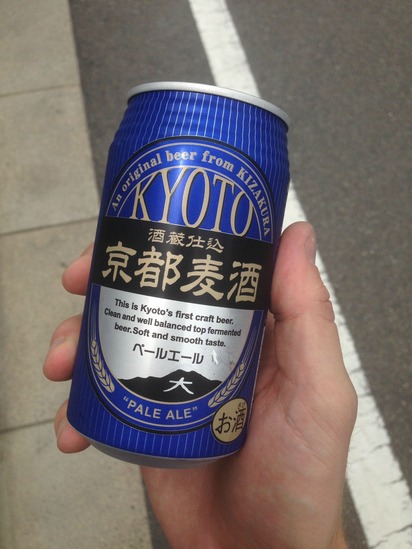 An original beer from KIZAKURA
KYOTO
酒蔵仕込
京都麦酒
This is Kyoto's first craft beer.
Clean and well balanced top fermented
beer. Soft and smooth taste.
ペールエール
大
"PALE ALE"
お酒